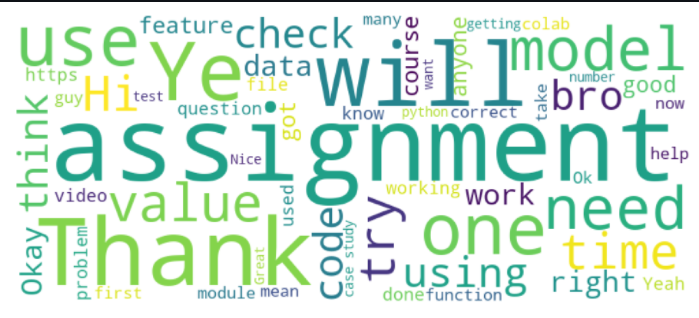 feature
check
many
course
anyone
getting
colab
use
Ye
data
will
want
model
https
guy
Hi
test
file
number
good
bro
take
now
question
got
know
python
correct
think
assignment
Nice
help
Ok
video
value
used
working
work
need
Okay
problem
Thank
Great
code
case study
try
one
time
using
right
Yeah
first
module
mean
done
function